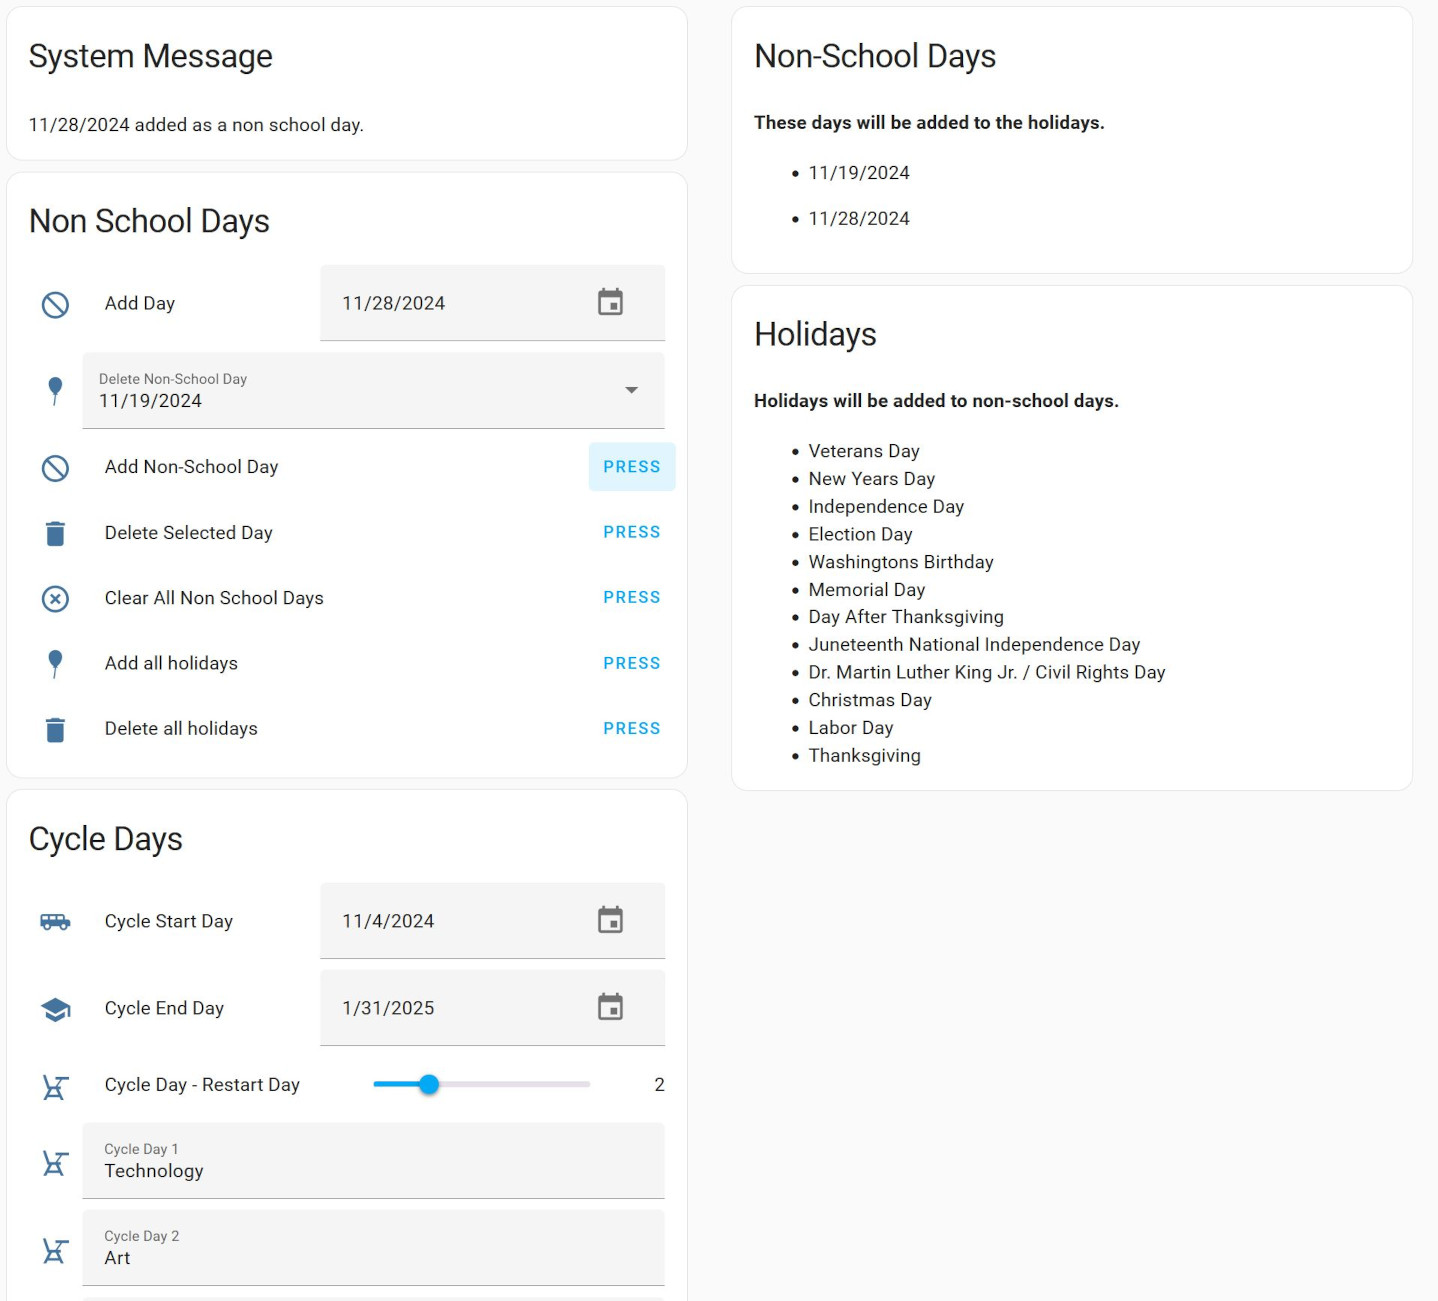 System Message
11/28/2024 added as a non school day.
Non School Days
Add Day
11/28/2024
Delete Non-School Day
11/19/2024
Add Non-School Day
PRESS
Delete Selected Day
PRESS
Clear All Non School Days
PRESS
Add all holidays
PRESS
Delete all holidays
PRESS
Cycle Days
Cycle Start Day
11/4/2024
Cycle End Day
1/31/2025
Cycle Day - Restart Day
2
Cycle Day 1
Technology
Cycle Day 2
Art
Non-School Days
These days will be added to the holidays.
11/19/2024
11/28/2024
Holidays
Holidays will be added to non-school days.
Veterans Day
New Years Day
Independence Day
Election Day
Washingtons Birthday
Memorial Day
Day After Thanksgiving
Juneteenth National Independence Day
Dr. Martin Luther King Jr. / Civil Rights Day
Christmas Day
Labor Day
Thanksgiving